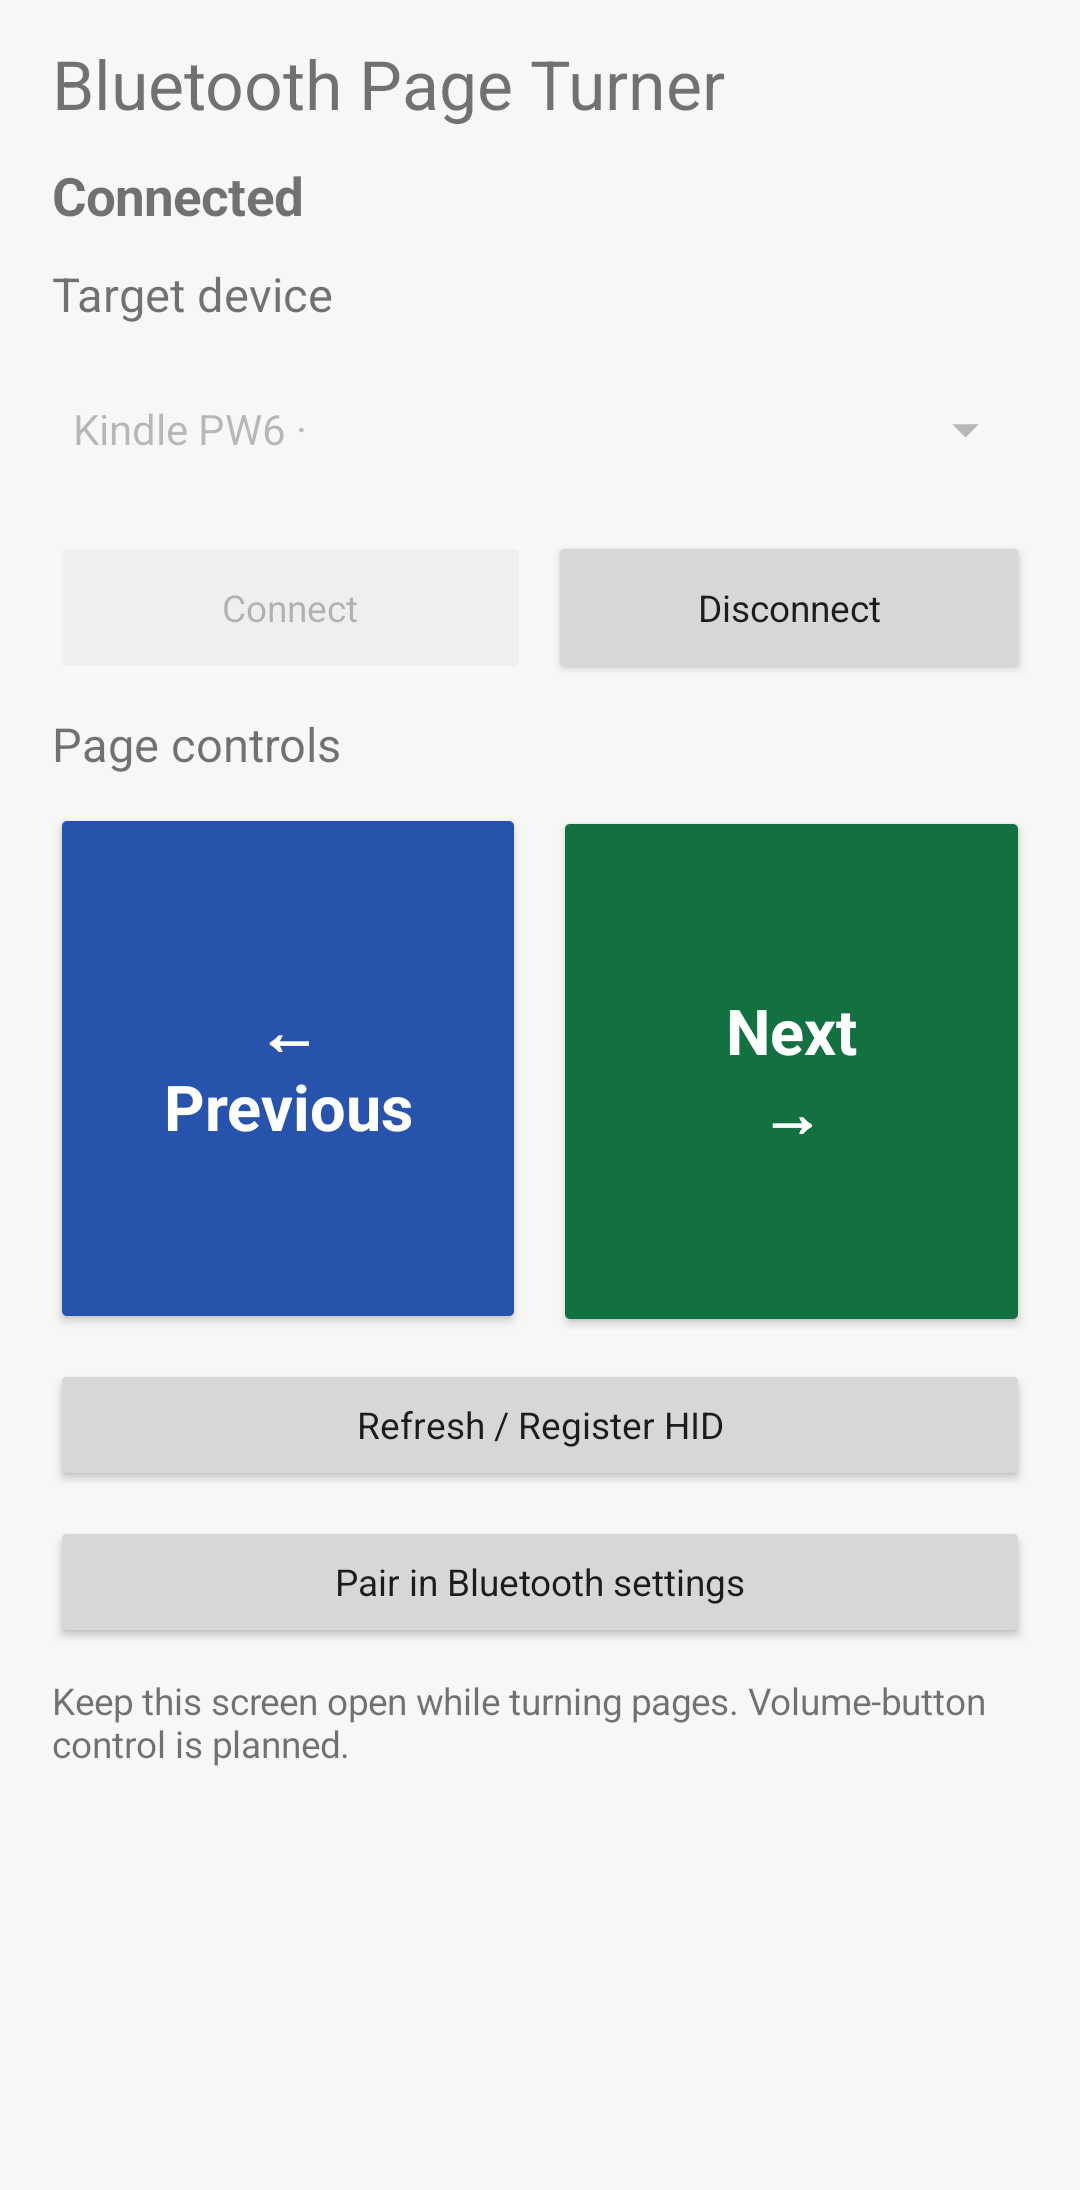 Bluetooth Page Turner
Connected
Target device
Kindle PW6 ·
Connect
Disconnect
Page controls
←
Previous
Next
→
Refresh / Register HID
Pair in Bluetooth settings
Keep this screen open while turning pages. Volume-button
control is planned.